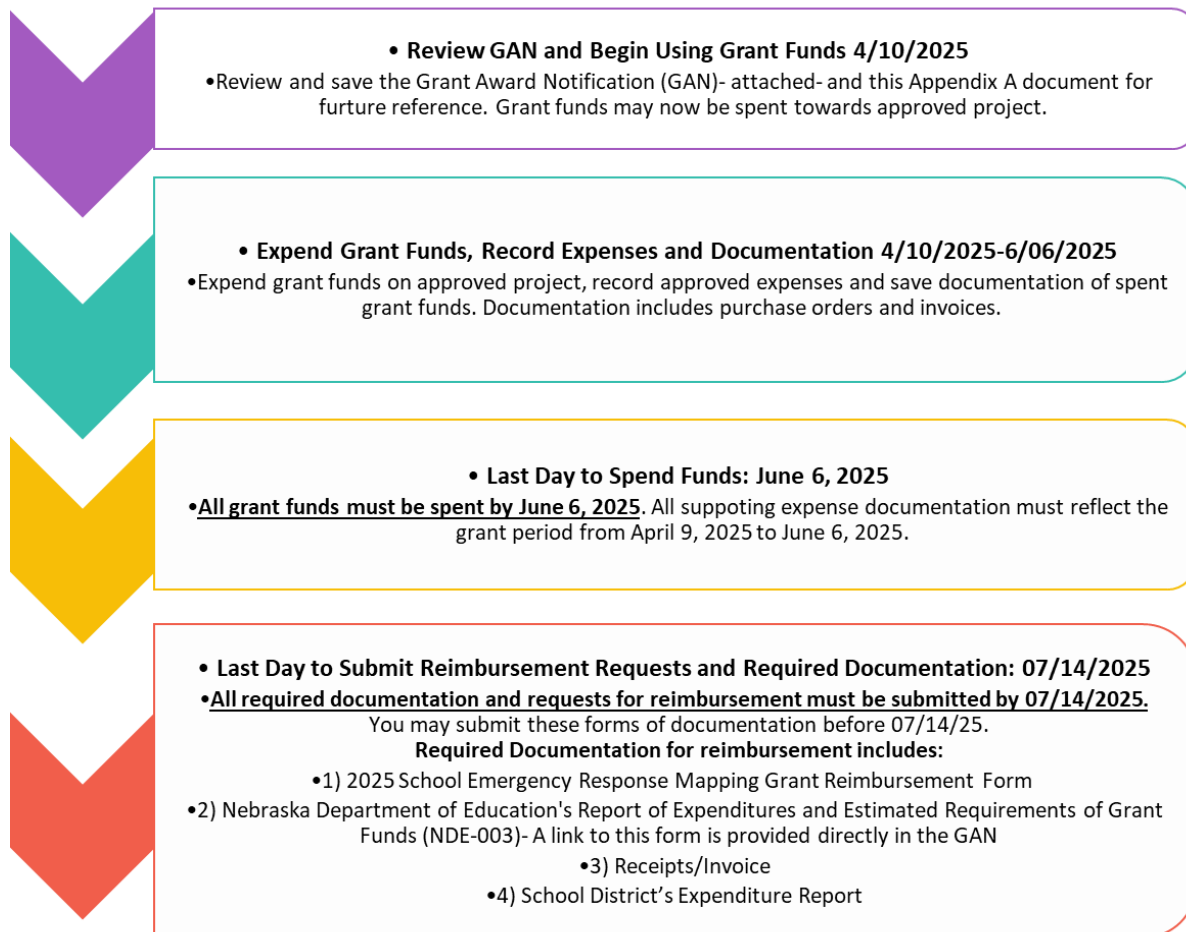 • Review GAN and Begin Using Grant Funds 4/10/2025
•Review and save the Grant Award Notification (GAN)- attached- and this Appendix A document for
furture reference. Grant funds may now be spent towards approved project.
• Expend Grant Funds, Record Expenses and Documentation 4/10/2025-6/06/2025
•Expend grant funds on approved project, record approved expenses and save documentation of spent
grant funds. Documentation includes purchase orders and invoices.
• Last Day to Spend Funds: June 6, 2025
•All grant funds must be spent by June 6, 2025. All suppoting expense documentation must reflect the
grant period from April 9, 2025 to June 6, 2025.
• Last Day to Submit Reimbursement Requests and Required Documentation: 07/14/2025
•All required documentation and requests for reimbursement must be submitted by 07/14/2025.
You may submit these forms of documentation before 07/14/25.
Required Documentation for reimbursement includes:
•1) 2025 School Emergency Response Mapping Grant Reimbursement Form
•2) Nebraska Department of Education's Report of Expenditures and Estimated Requirements of Grant
Funds (NDE-003)- A link to this form is provided directly in the GAN
•3) Receipts/Invoice
•4) School District’s Expenditure Report